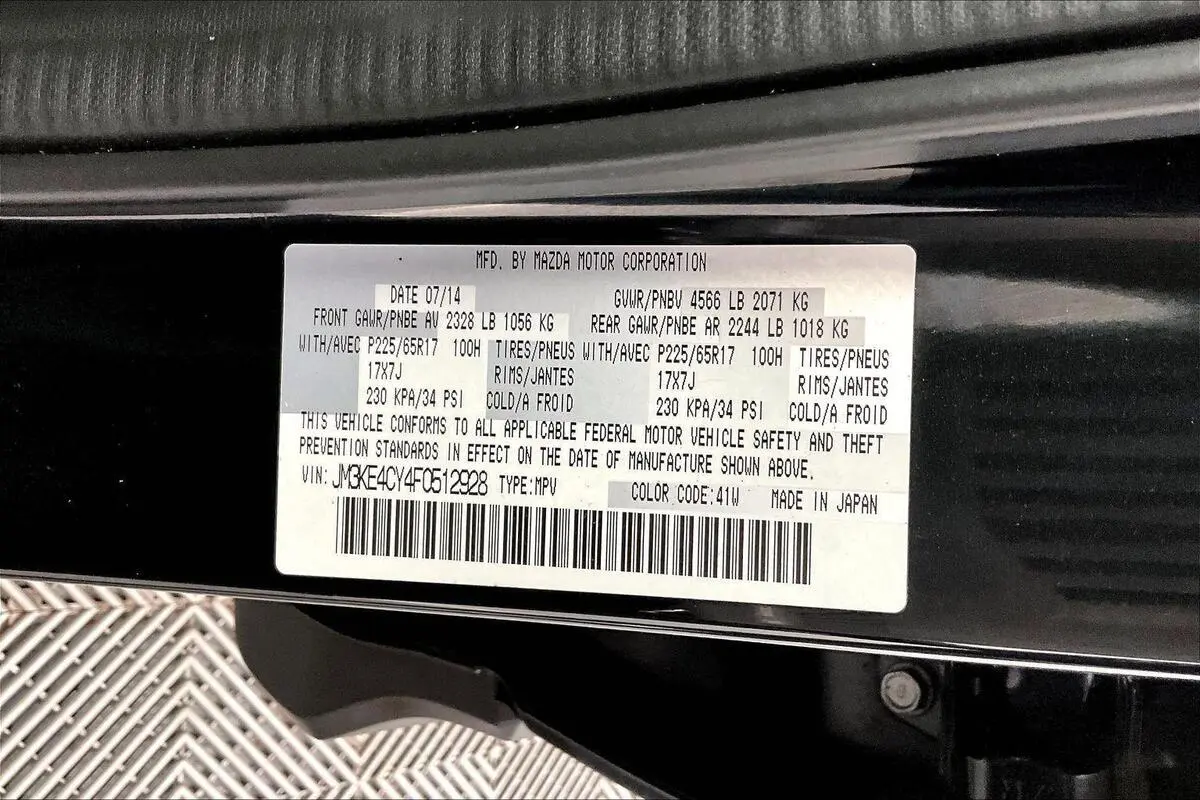 MFD. BY MAZDA MOTOR CORPORATION
DATE 07/14 GVWR/PNBV 4566 LB 2071 KG
FRONT GAWR/PNBE AV 2328 LB 1056 KG REAR GAWR/PNBE AR 2244 LB 1018 KG
WITH/AVEC P225/65R17 100H TIRES/PNEUS WITH/AVEC P225/65R17 100H TIRES/PNEUS
17X7J RIMS/JANTES 17X7J RIMS/JANTES
230 KPA/34 PSI COLD/A FROID 230 KPA/34 PSI COLD/A FROID
THIS VEHICLE CONFORMS TO ALL APPLICABLE FEDERAL MOTOR VEHICLE SAFETY AND THEFT
PREVENTION STANDARDS IN EFFECT ON THE DATE OF MANUFACTURE SHOWN ABOVE.
VIN: JM3KE4CY4F0512928 TYPE:MPV COLOR CODE:41W MADE IN JAPAN